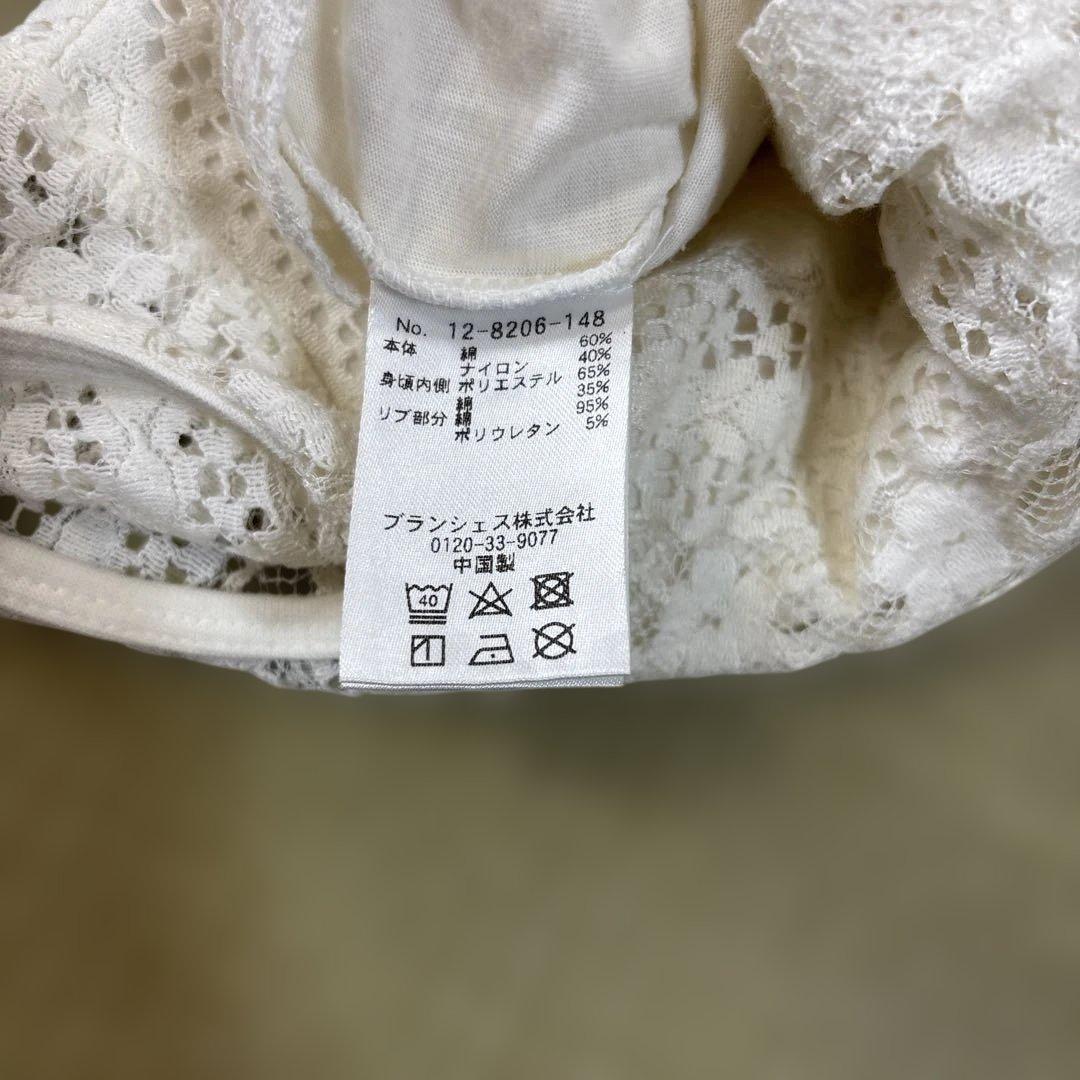 No. 12-8206-148
本体 綿 60%
ナイロン 40%
身頃内側 ポリエステル 65%
綿 35%
リブ部分 綿 95%
ポリウレタン 5%
ブランシェス株式会社
0120-33-9077
中国製
40